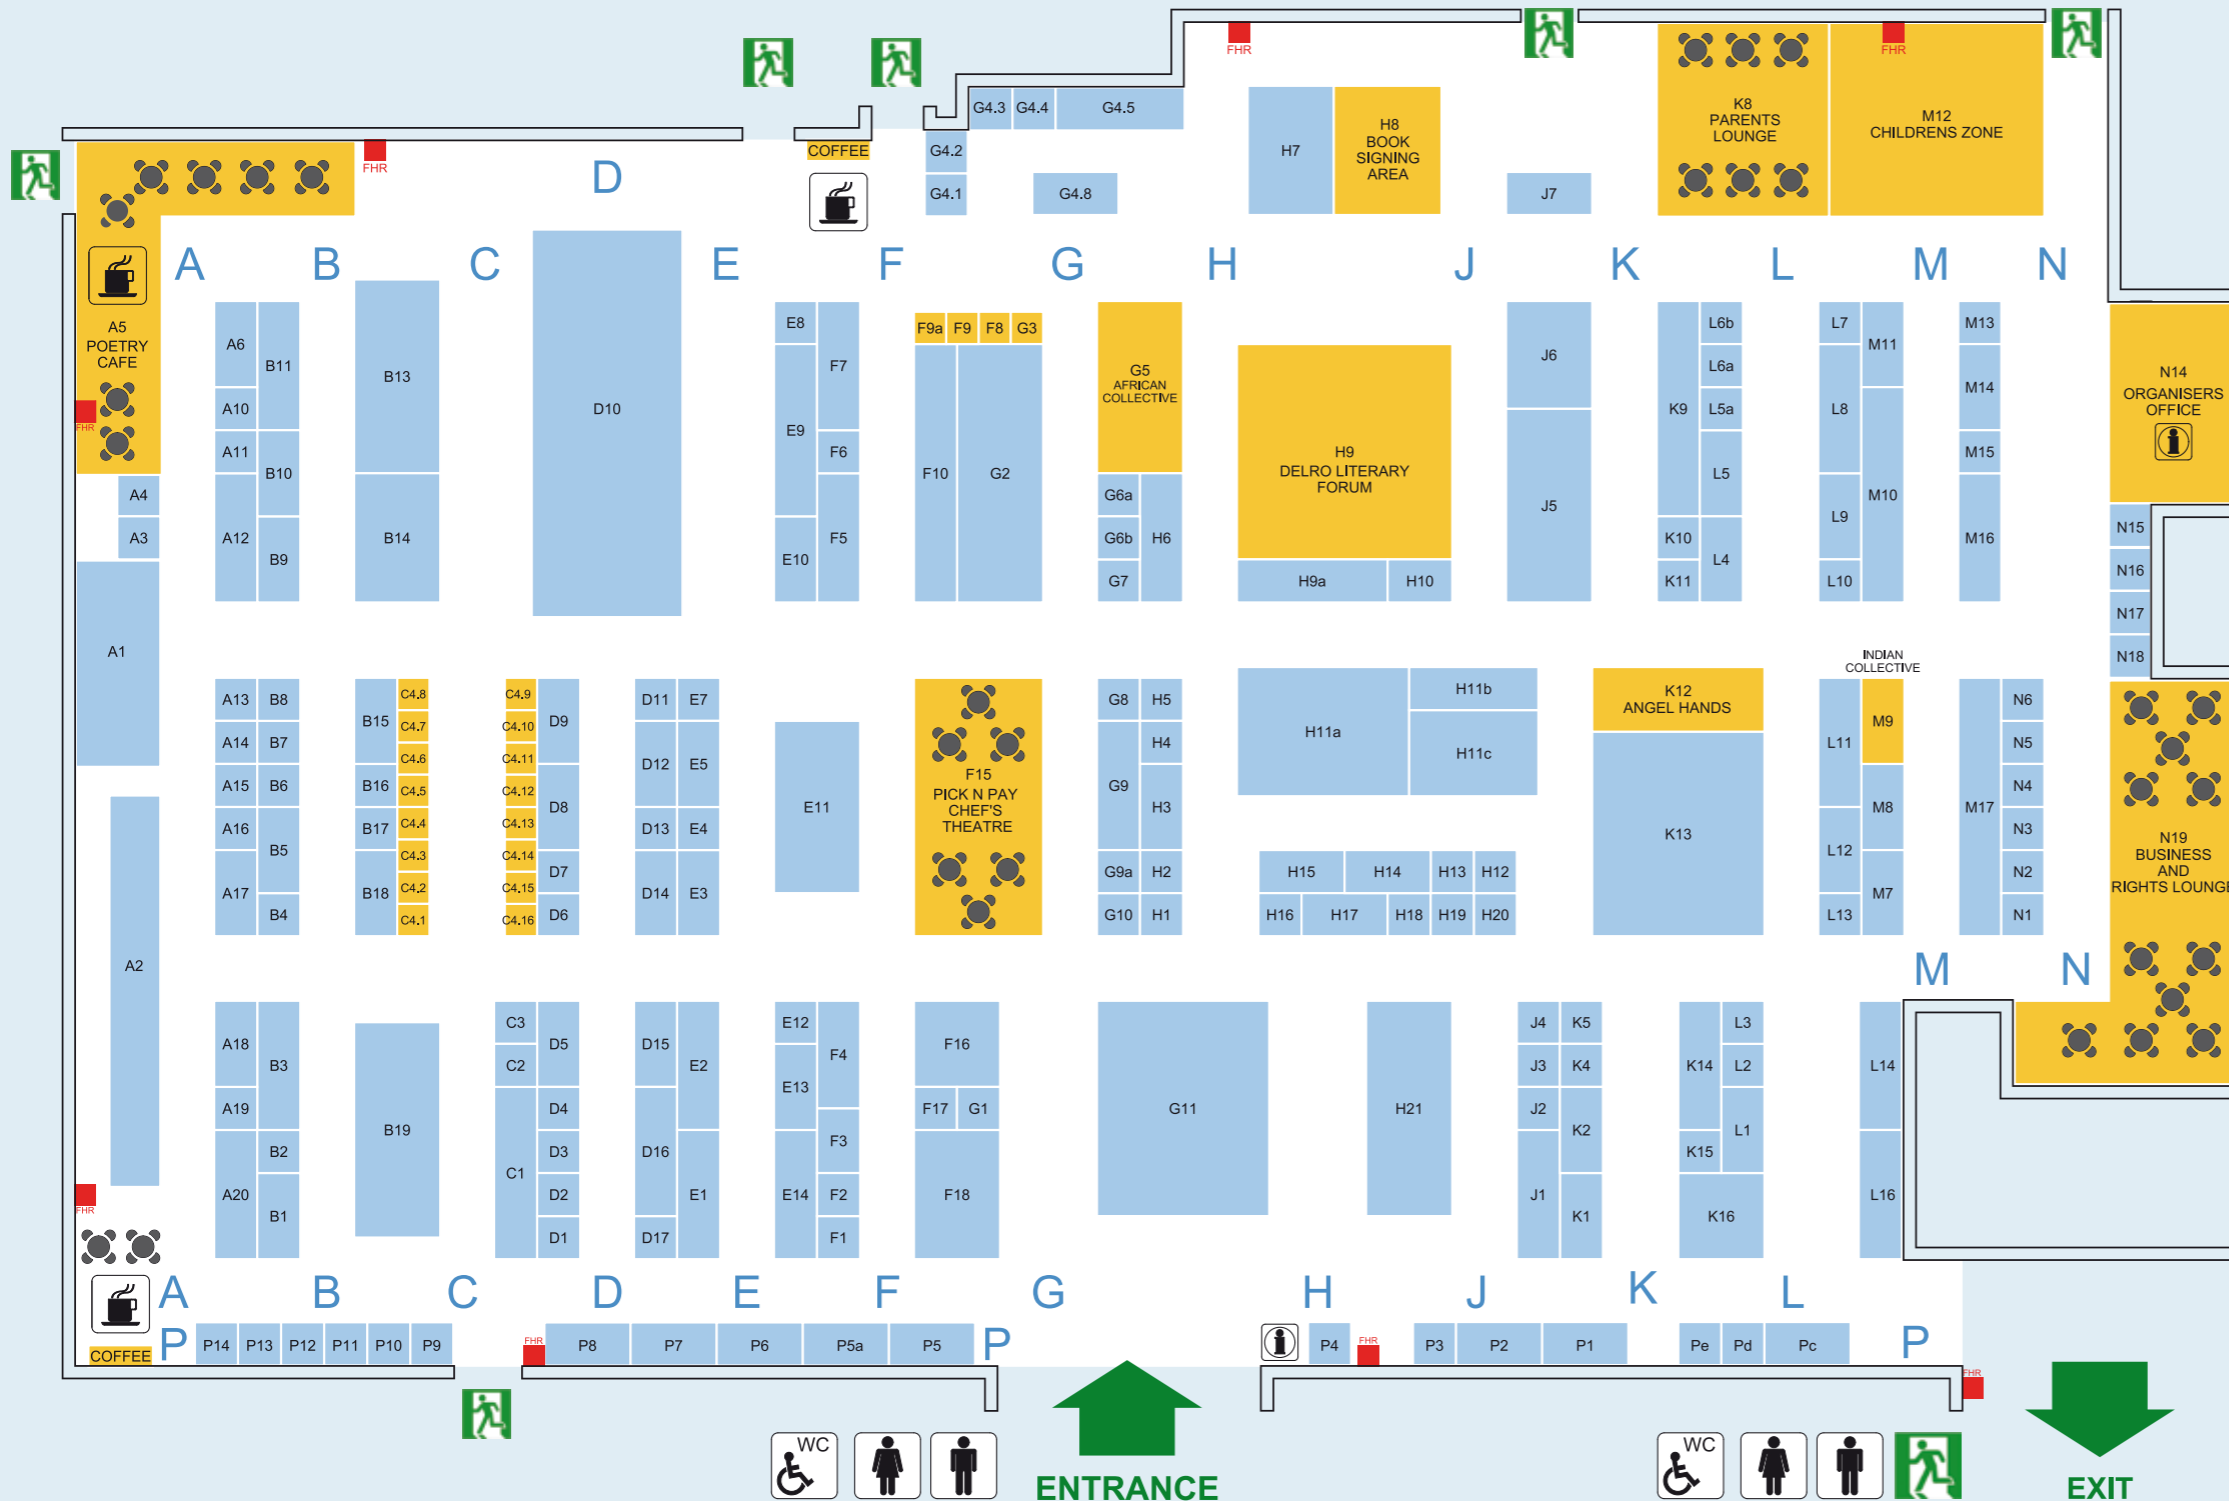 FHR
FHR
G4.3 G4.4 G4.5
K8
PARENTS
LOUNGE
M12
CHILDRENS ZONE
H7
H8
BOOK
SIGNING
AREA
COFFEE
G4.2
FHR
D
G4.1
G4.8
J7
A B C E F G H J K L M N
A5
POETRY
CAFE
FHR
A6
B11
A10
A11
B10
A4
A3
A12
B9
B13
B14
D10
E8
F7
E9
F6
F5
E10
F9a F9 F8 G3
F10
G2
G5
AFRICAN
COLLECTIVE
G6a
G6b
G7
H6
H9
DELRO LITERARY
FORUM
H9a
H10
J6
J5
L6b
L6a
K9
L5a
L5
K10
L4
K11
L7
M11
L8
M10
L9
L10
M13
M14
M15
M16
N14
ORGANISERS
OFFICE
N15
N16
N17
N18
A1
A2
A13 B8
A14 B7
A15 B6
A16
B5
A17
B4
B15
B16
B17
B18
C4.8
C4.7
C4.6
C4.5
C4.4
C4.3
C4.2
C4.1
C4.9
C4.10
C4.11
C4.12
C4.13
C4.14
C4.15
C4.16
D9
D8
D7
D6
D11 E7
D12 E5
D13 E4
D14 E3
E11
F15
PICK N PAY
CHEF'S
THEATRE
G8 H5
H4
G9
H3
G9a H2
G10 H1
H11a
H11b
H11c
H15 H14 H13 H12
H16 H17 H18 H19 H20
K12
ANGEL HANDS
K13
INDIAN
COLLECTIVE
M9
L11
M8
L12
M7
L13
M17
N6
N5
N4
N3
N2
N1
N19
BUSINESS
AND
RIGHTS LOUNGE
M N
FHR
A18
B3
A19
B2
A20
B1
B19
C3
C2
C1
D5
D4
D3
D2
D1
D15
E2
D16
E1
D17
E12
F4
E13
F3
E14
F2
F1
F16
F17 G1
F18
G11
H21
J4 K5
J3 K4
J2
K2
J1
K1
L3
K14
L2
L1
K15
K16
L14
L16
A B C D E F G H J K L
COFFEE
P
P14 P13 P12 P11 P10 P9
FHR
P8 P7 P6 P5a P5
P
P4
FHR
P3 P2 P1
Pe Pd Pc
P
FHR
WC
ENTRANCE
WC
EXIT